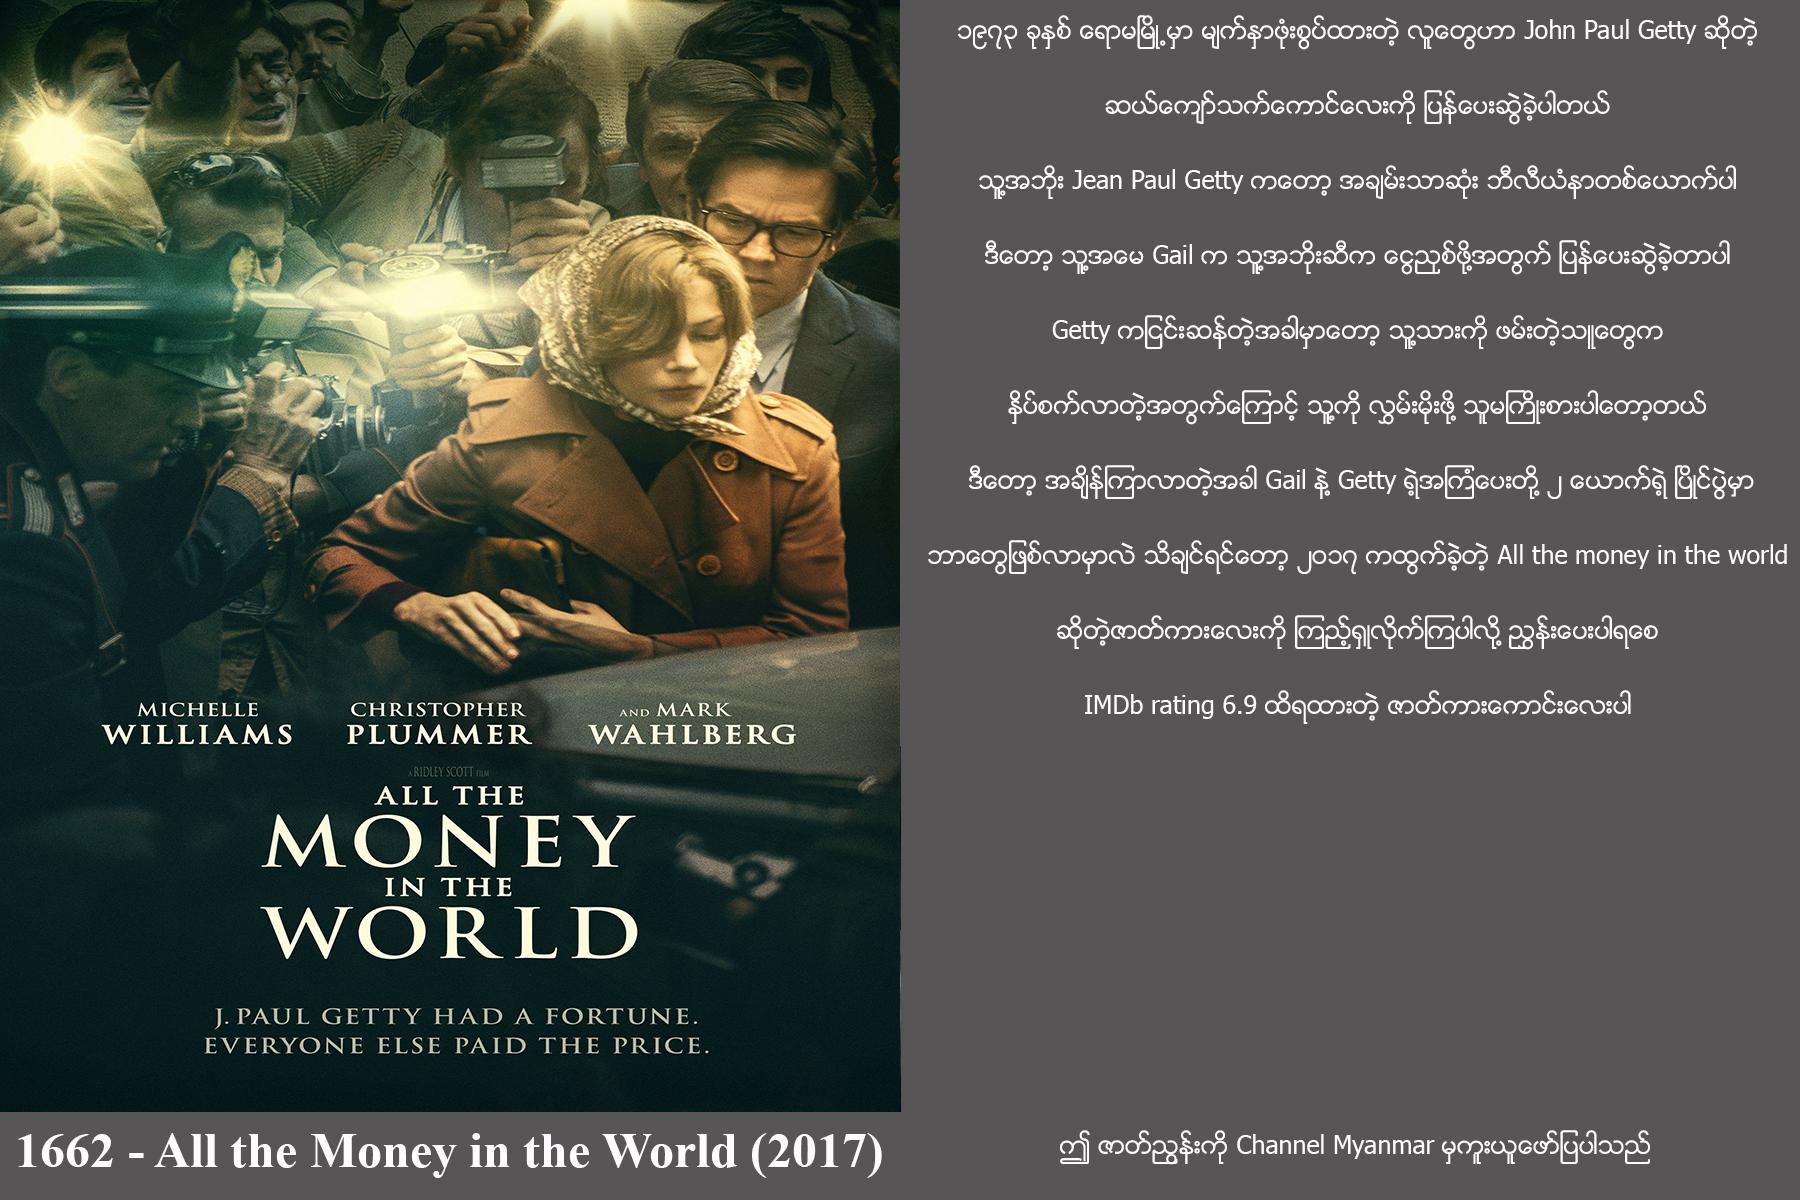 MICHELLE WILLIAMS
CHRISTOPHER PLUMMER
AND MARK WAHLBERG
A RIDLEY SCOTT FILM
ALL THE
MONEY
IN THE
WORLD
J. PAUL GETTY HAD A FORTUNE.
EVERYONE ELSE PAID THE PRICE.
1662 - All the Money in the World (2017)
၁၉၇၃ ခုနှစ် ရောမမြို့မှာ မျက်နှာဖုံးစွပ်ထားတဲ့ လူတွေဟာ John Paul Getty ဆိုတဲ့
ဆယ်ကျော်သက်ကောင်လေးကို ပြန်ပေးဆွဲခဲ့ပါတယ်
သူ့အဘိုး Jean Paul Getty ကတော့ အချမ်းသာဆုံး ဘီလီယံနာတစ်ယောက်ပါ
ဒီတော့ သူ့အမေ Gail က သူ့အဘိုးဆီက ငွေညှစ်ဖို့အတွက် ပြန်ပေးဆွဲခဲ့တာပါ
Getty ကငြင်းဆန်တဲ့အခါမှာတော့ သူ့သားကို ဖမ်းတဲ့သူတွေက
နှိပ်စက်လာတဲ့အတွက်ကြောင့် သူ့ကို လွှမ်းမိုးဖို့ သူမကြိုးစားပါတော့တယ်
ဒီတော့ အချိန်ကြာလာတဲ့အခါ Gail နဲ့ Getty ရဲ့အကြံပေးတို့ ၂ ယောက်ရဲ့ ပြိုင်ပွဲမှာ
ဘာတွေဖြစ်လာမှာလဲ သိချင်ရင်တော့ ၂၀၁၇ ကထွက်ခဲ့တဲ့ All the money in the world
ဆိုတဲ့ဇာတ်ကားလေးကို ကြည့်ရှုလိုက်ကြပါလို့ ညွှန်းပေးပါရစေ
IMDb rating 6.9 ထိရထားတဲ့ ဇာတ်ကားကောင်းလေးပါ
ဤ ဇာတ်ညွှန်းကို Channel Myanmar မှကူးယူဖော်ပြပါသည်